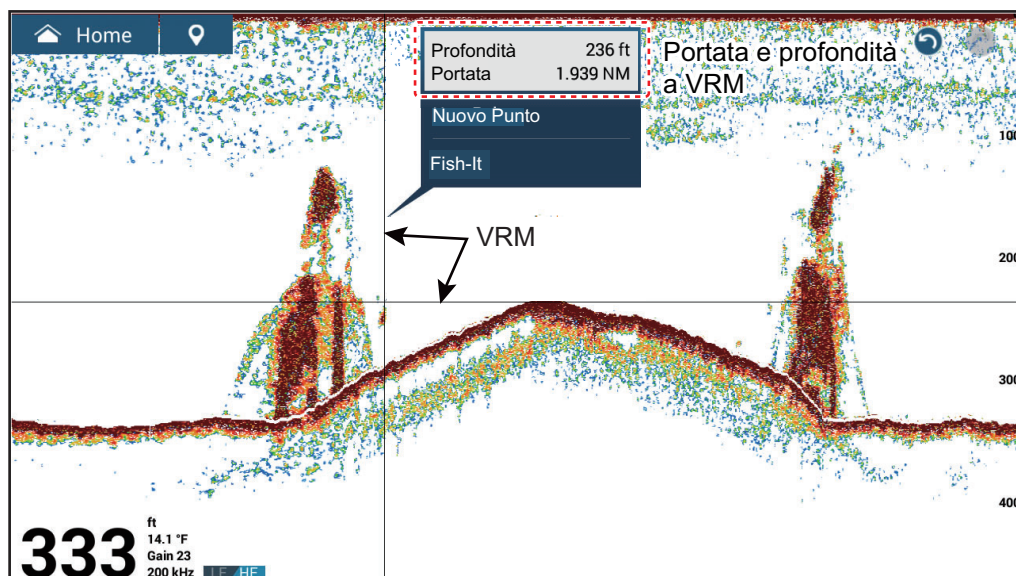 Home
Profondità 236 ft
Portata 1.939 NM
Portata e profondità
a VRM
Nuovo Punto
Fish-It
100
VRM
200
300
400
333
ft
14.1 °F
Gain 23
200 kHz LF HF